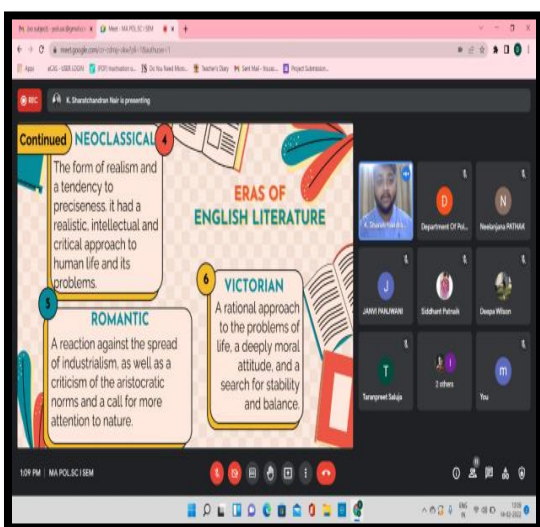 Meet - MA POL.SC I SEM
Apps
REC
K. Sharatchandran Nair is presenting
Continued
NEOCLASSICAL
4
The form of realism and
a tendency to
preciseness. it had a
realistic, intellectual and
critical approach to
human life and its
problems.
ERAS OF
ENGLISH LITERATURE
5
ROMANTIC
A reaction against the spread
of industrialism, as well as a
criticism of the aristocratic
norms and a call for more
attention to nature.
6
VICTORIAN
A rational approach
to the problems of
life, a deeply moral
attitude, and a
search for stability
and balance.
D
Department Of Pol...
N
Neelanjana PATHAK
J
JANVI PANJWANI
Siddhant Patnaik
Deepa Wilson
T
Taranpreet Saluja
2 others
m
You
1:09 PM | MA POL.SC I SEM